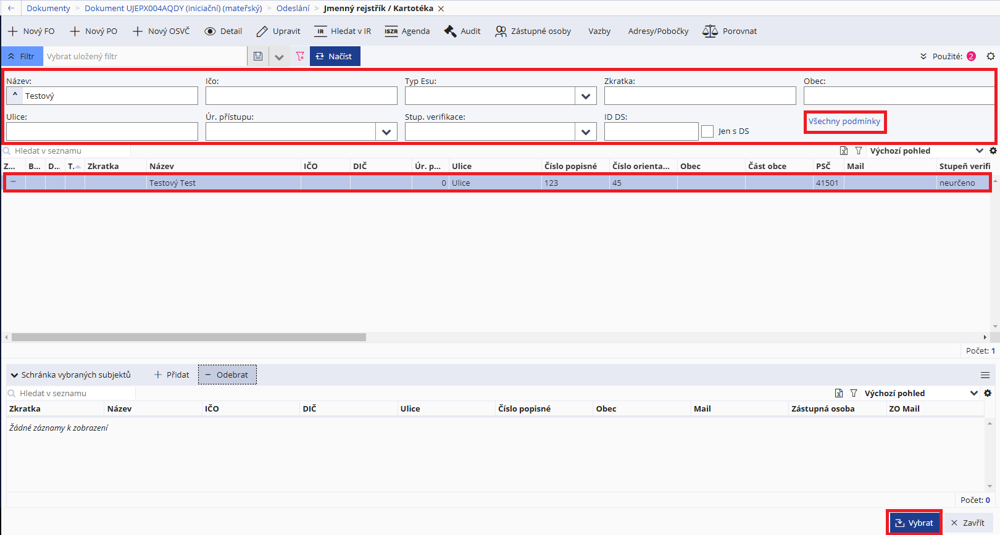 ← Dokumenty > Dokument UJEPX004AQDY (iniciační) (mateřský) > Odeslání > Jmenný rejstřík / Kartotéka ×
Nový FO Nový PO Nový OSVČ Detail Upravit IR Hledat v IR ISZR Agenda Audit Zástupné osoby Vazby Adresy/Pobočky Porovnat
Filtr Vybrat uložený filtr Načíst Použité: 2
Název: Ičo: Typ Esu: Zkratka: Obec:
^ Testový
Ulice: Úr. přístupu: Stup. verifikace: ID DS: Všechny podmínky
Jen s DS
Hledat v seznamu Výchozí pohled
Z... B... D... T. Zkratka Název IČO DIČ Úr. p... Ulice Číslo popisné Číslo orienta... Obec Část obce PSČ Mail Stupeň verifi
– Testový Test 0 Ulice 123 45 41501 neurčeno
Počet: 1
Schránka vybraných subjektů + Přidat – Odebrat
Hledat v seznamu Výchozí pohled
Zkratka Název IČO DIČ Ulice Číslo popisné Obec Mail Zástupná osoba ZO Mail
Žádné záznamy k zobrazení
Počet: 0
Vybrat × Zavřít